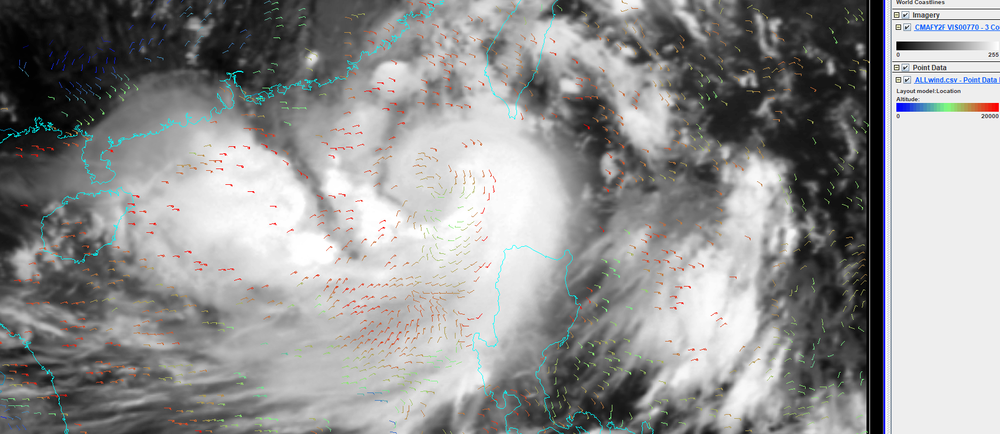 World Coastlines
Imagery
CMAFY2F VIS00770 - 3 Co
0 255
Point Data
ALLwind.csv - Point Data
Layout model:Location
Altitude:
0 20000